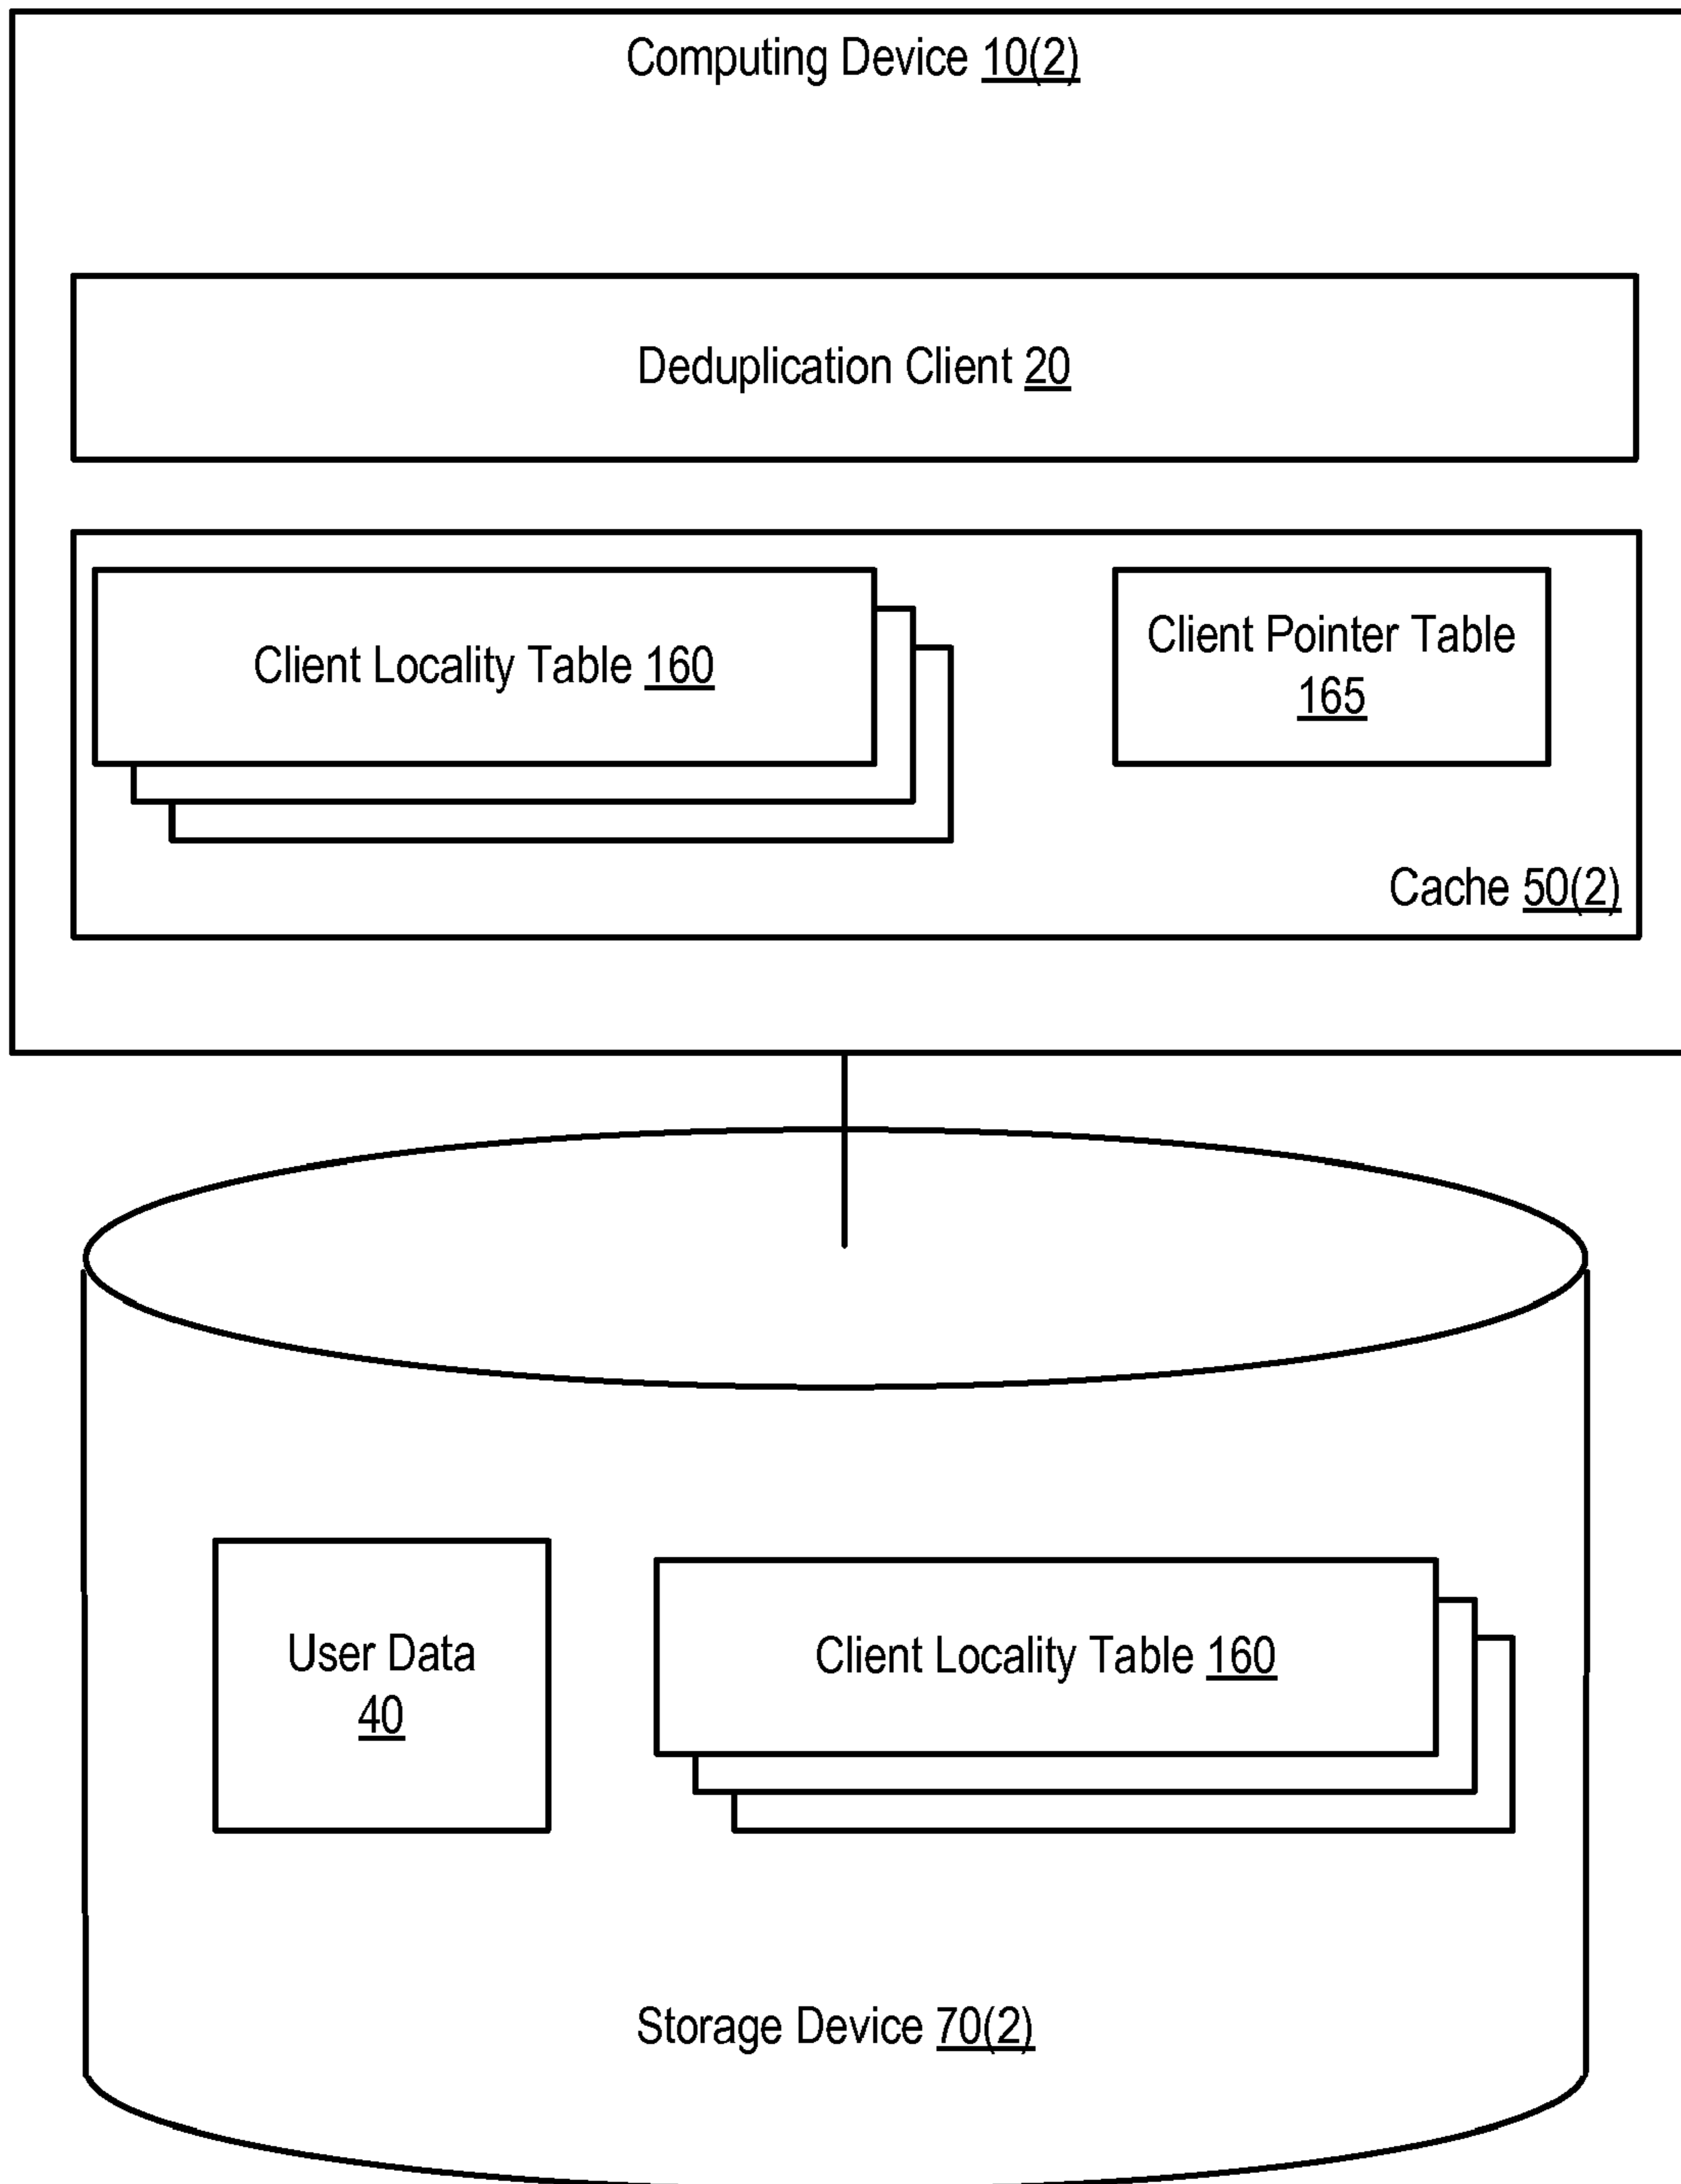 Computing Device 10(2)
Deduplication Client 20
Client Locality Table 160
Client Pointer Table
165
Cache 50(2)
User Data
40
Client Locality Table 160
Storage Device 70(2)